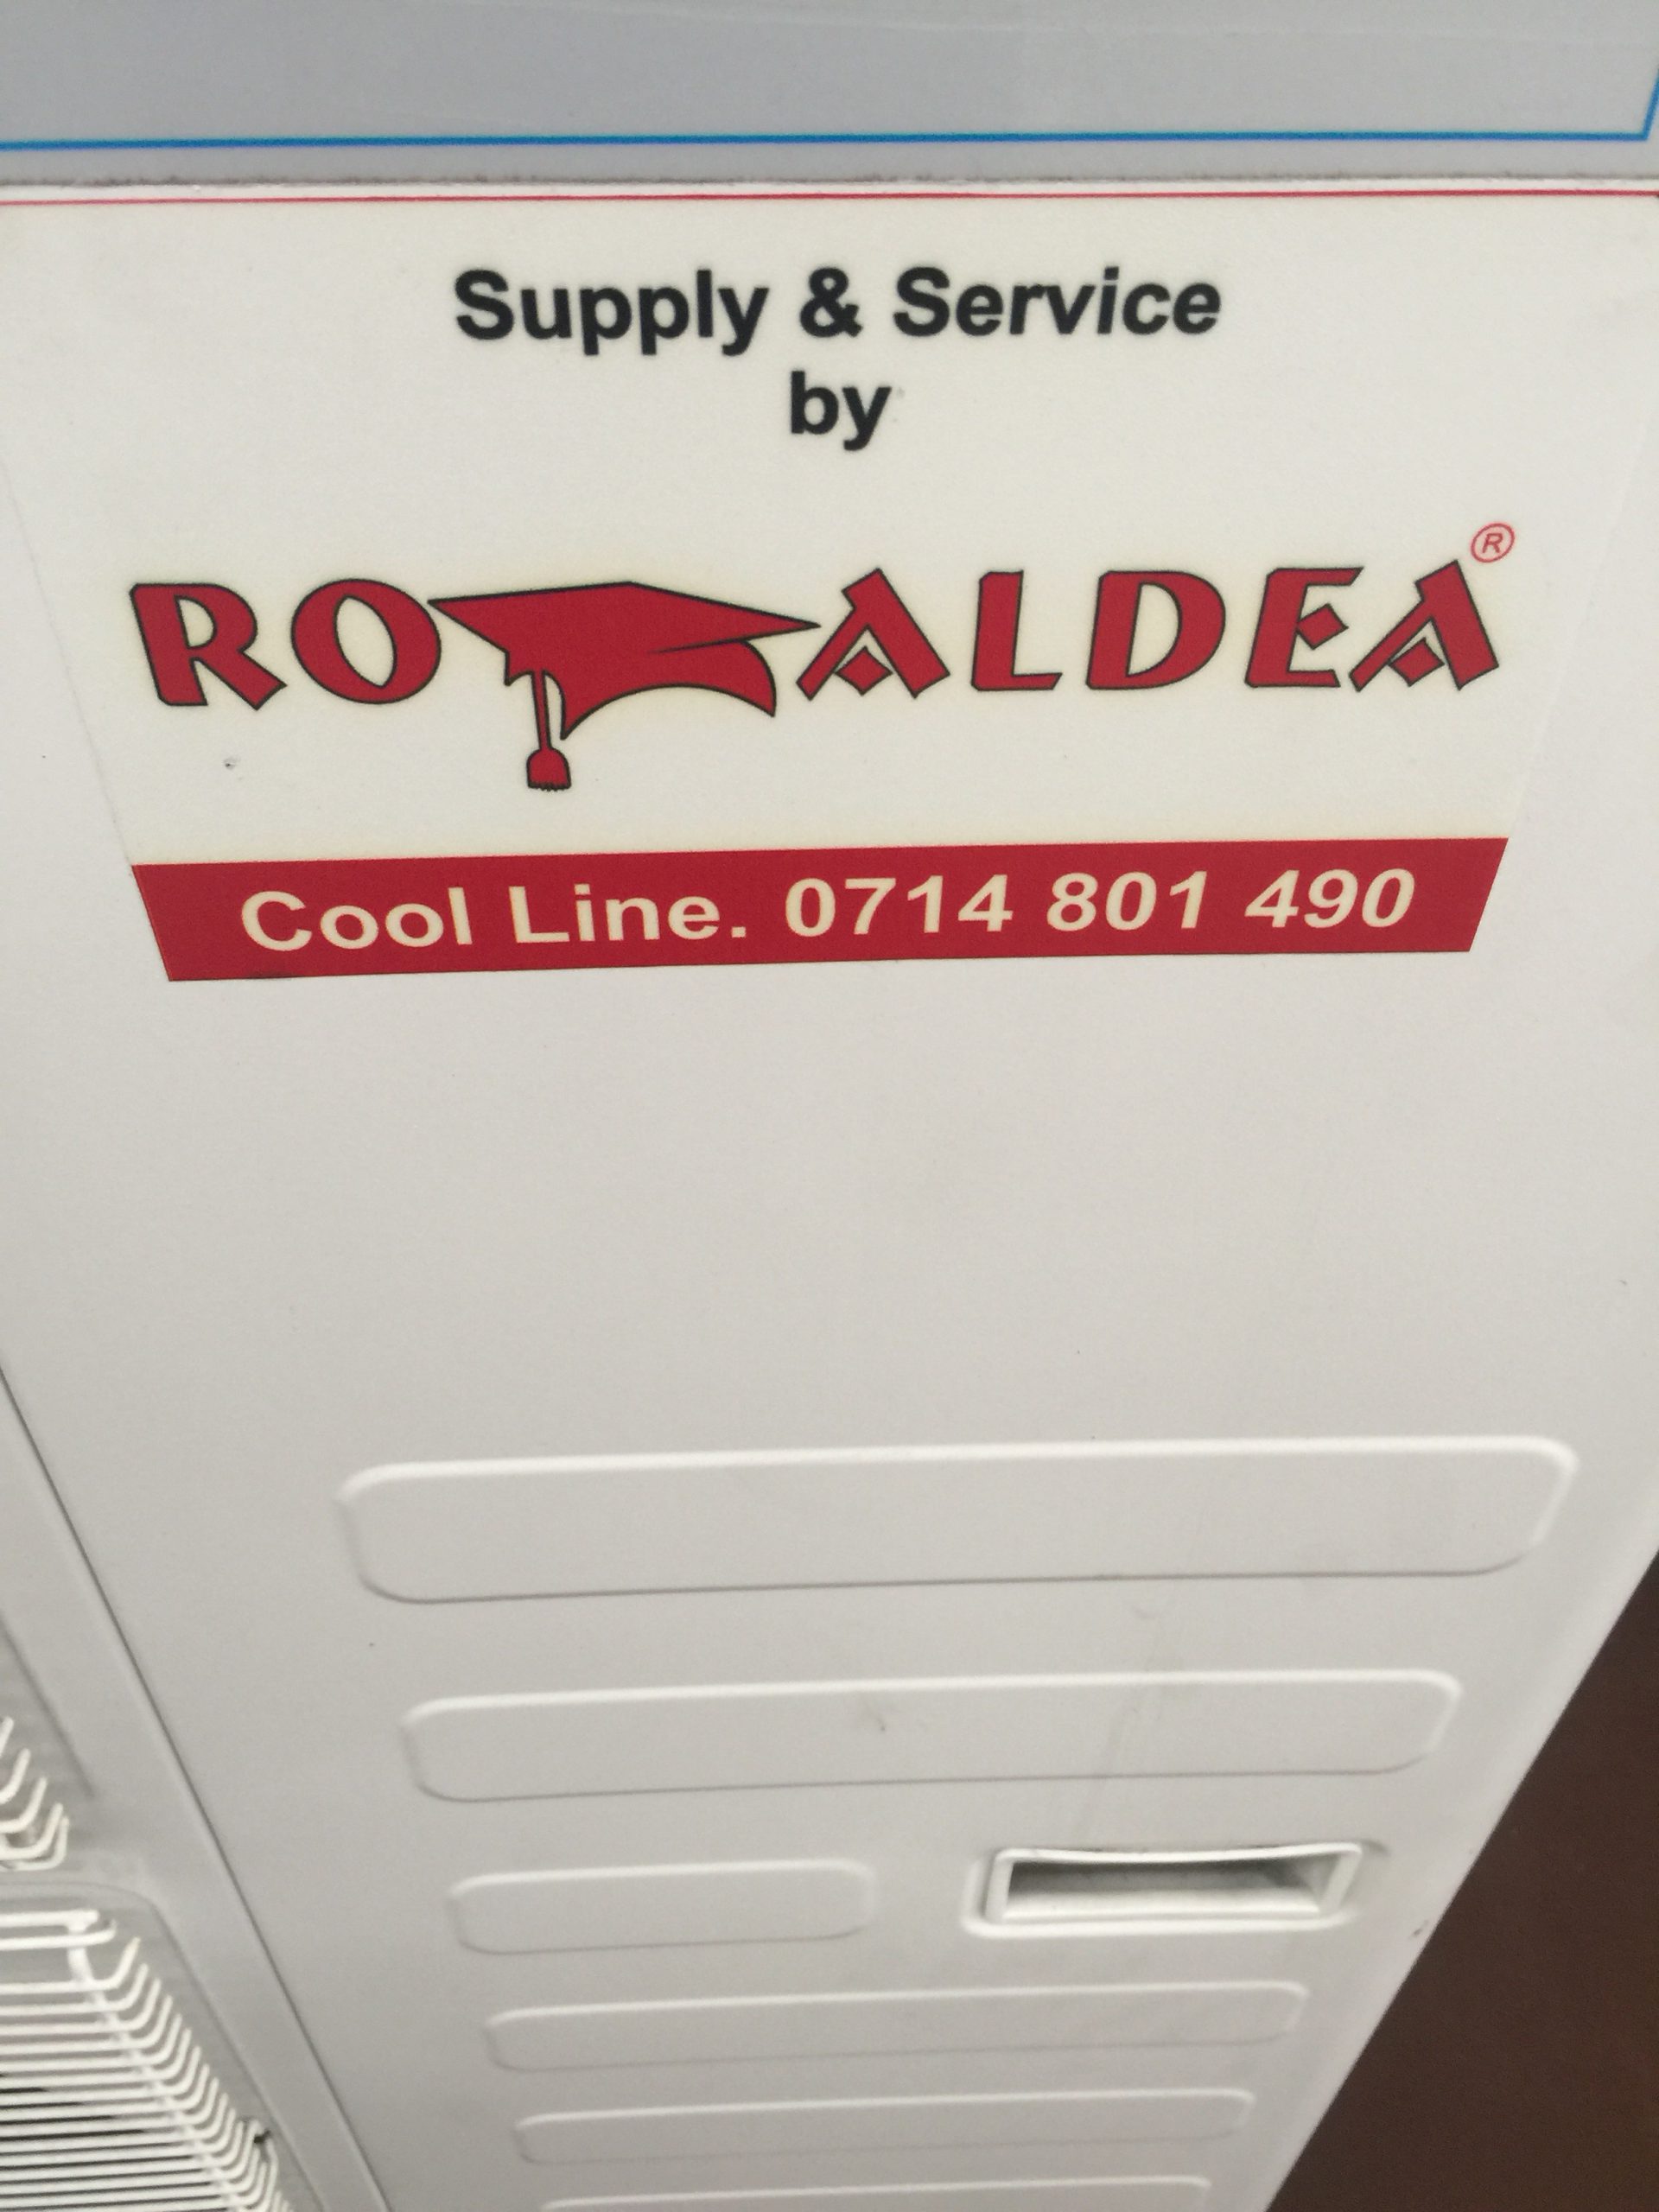 Supply & Service
by
ROYALDEA®
Cool Line. 0714 801 490